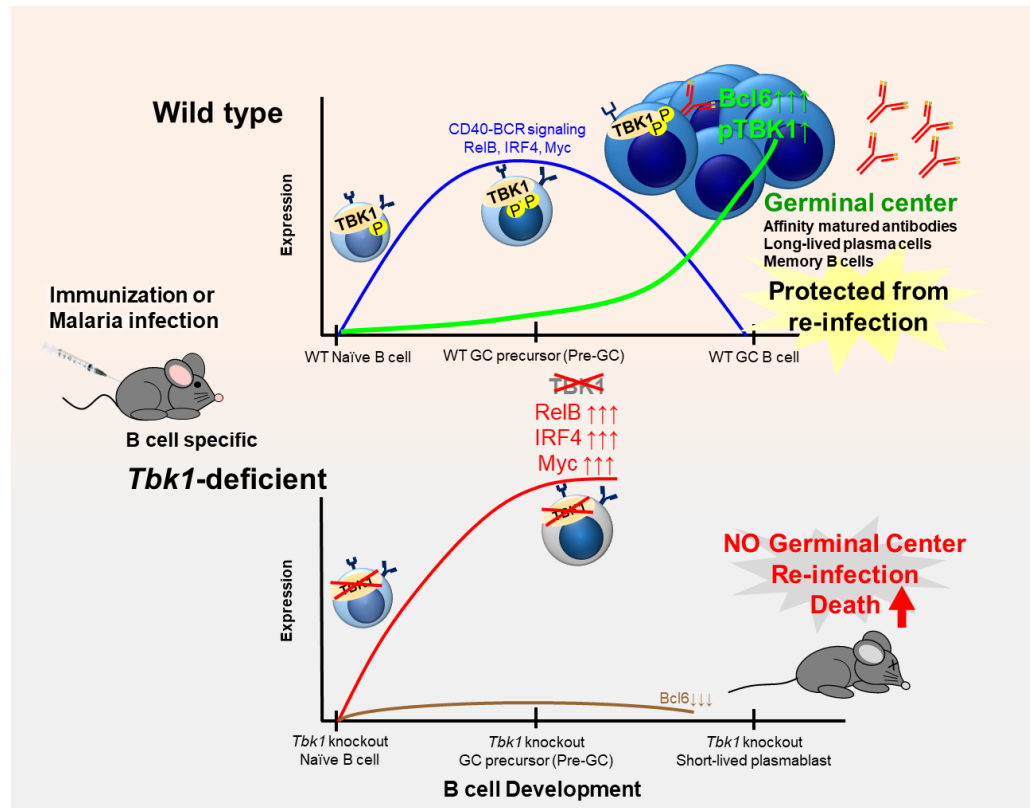 Wild type
CD40-BCR signaling
RelB, IRF4, Myc
Expression
TBK1
P
TBK1
P P
TBK1
P
P
Bcl6↑↑↑
pTBK1↑
Germinal center
Affinity matured antibodies
Long-lived plasma cells
Memory B cells
Protected from
re-infection
WT Naïve B cell
WT GC precursor (Pre-GC)
WT GC B cell
Immunization or
Malaria infection
B cell specific
Tbk1-deficient
TBK1
RelB ↑↑↑
IRF4 ↑↑↑
Myc ↑↑↑
Expression
TBK1
TBK1
NO Germinal Center
Re-infection
Death
x
Bcl6↓↓↓
Tbk1 knockout
Naïve B cell
Tbk1 knockout
GC precursor (Pre-GC)
Tbk1 knockout
Short-lived plasmablast
B cell Development